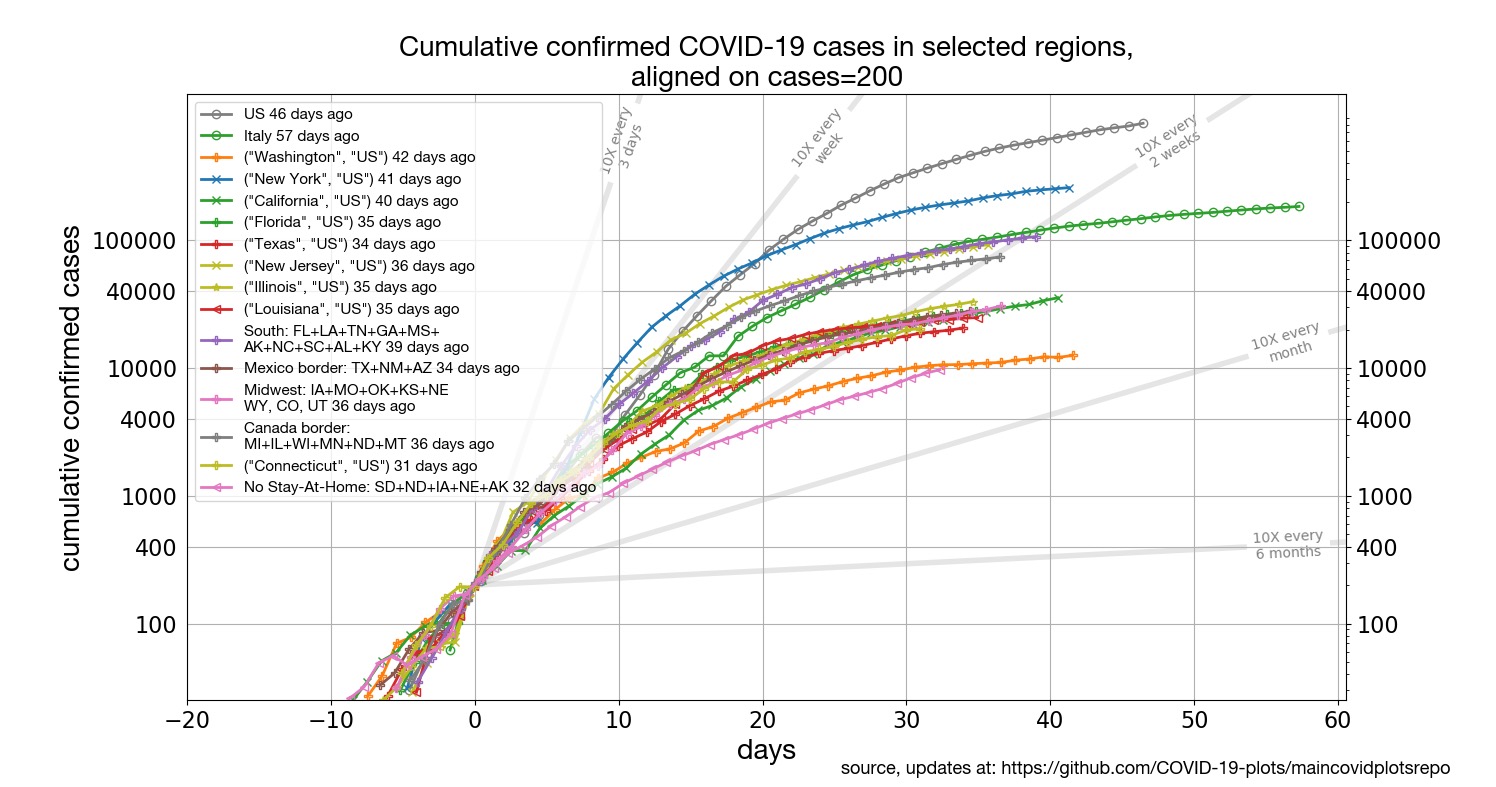 Cumulative confirmed COVID-19 cases in selected regions,
aligned on cases=200
US 46 days ago
Italy 57 days ago
("Washington", "US") 42 days ago
("New York", "US") 41 days ago
("California", "US") 40 days ago
("Florida", "US") 35 days ago
("Texas", "US") 34 days ago
("New Jersey", "US") 36 days ago
("Illinois", "US") 35 days ago
("Louisiana", "US") 35 days ago
South: FL+LA+TN+GA+MS+
AK+NC+SC+AL+KY 39 days ago
Mexico border: TX+NM+AZ 34 days ago
Midwest: IA+MO+OK+KS+NE
WY, CO, UT 36 days ago
Canada border:
MI+IL+WI+MN+ND+MT 36 days ago
("Connecticut", "US") 31 days ago
No Stay-At-Home: SD+ND+IA+NE+AK 32 days ago
10X every
3 days
10X every
week
10X every
2 weeks
10X every
month
10X every
6 months
cumulative confirmed cases
100000
40000
10000
4000
1000
400
100
100000
40000
10000
4000
1000
400
100
−20
−10
0
10
20
30
40
50
60
days
source, updates at: https://github.com/COVID-19-plots/maincovidplotsrepo